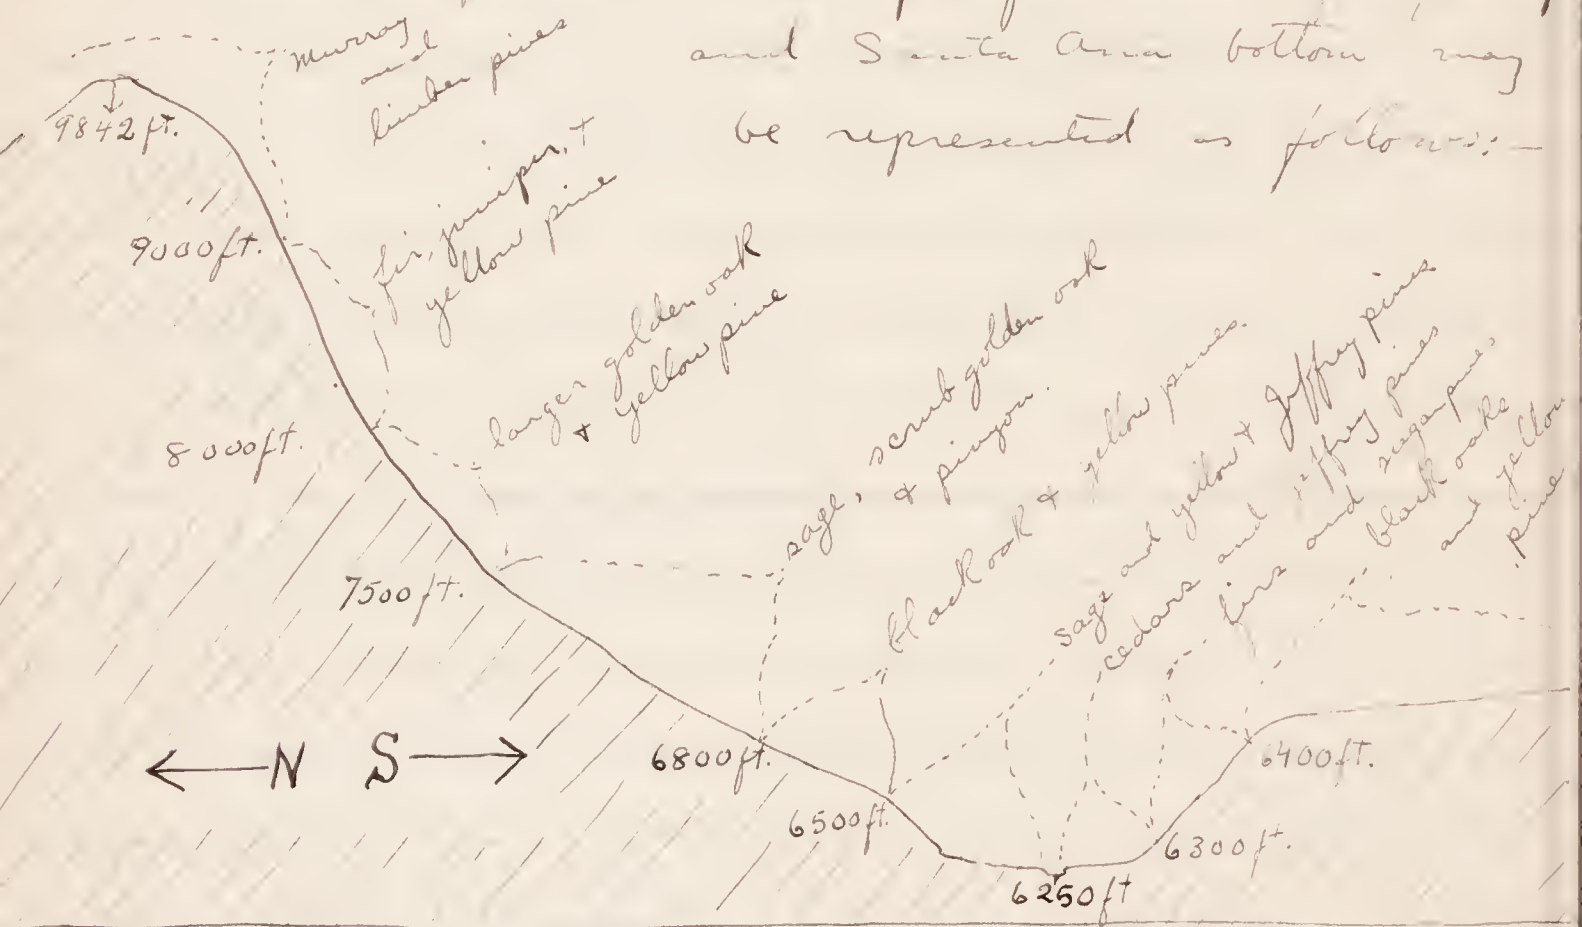 and Santa Ana bottom may
be represented as follows:—
Murray
and
limber pines
9842 ft.
fir, juniper, +
yellow pine
9000 ft.
larger golden oak
+ yellow pine
8000 ft.
sage, scrub golden oak
& pinyon.
7500 ft.
black oak & yellow pines.
sage and yellow & Jeffrey pines
cedars and Jeffrey pines
firs and sugar pines
black oaks
and yellow
pine
← N S →
6800 ft.
6500 ft.
6250 ft
6300 ft.
6400 ft.